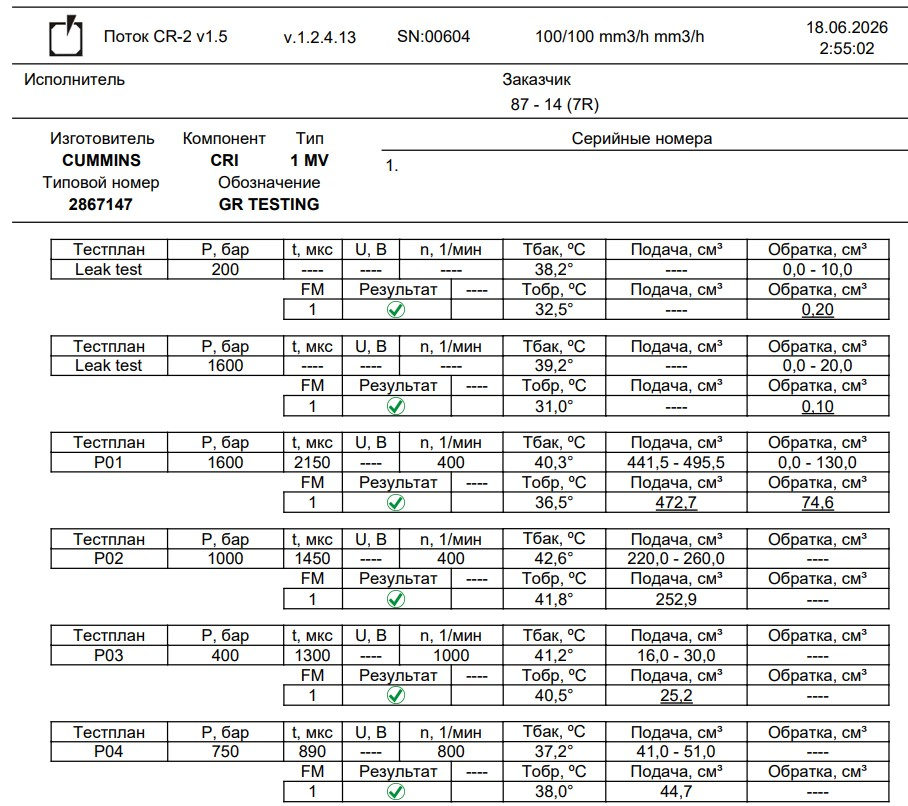 Поток CR-2 v1.5 v.1.2.4.13 SN:00604 100/100 mm3/h mm3/h 18.06.2026
2:55:02
Исполнитель Заказчик
87 - 14 (7R)
Изготовитель Компонент Тип Серийные номера
CUMMINS CRI 1 MV 1.
Типовой номер Обозначение
2867147 GR TESTING
Тестплан P, бар t, мкс U, В n, 1/мин Тбак, ºC Подача, см³ Обратка, см³
Leak test 200 ---- ---- ---- 38,2° ---- 0,0 - 10,0
FM Результат ---- Тобр, ºC Подача, см³ Обратка, см³
1 32,5° ---- 0,20
Тестплан P, бар t, мкс U, В n, 1/мин Тбак, ºC Подача, см³ Обратка, см³
Leak test 1600 ---- ---- ---- 39,2° ---- 0,0 - 20,0
FM Результат ---- Тобр, ºC Подача, см³ Обратка, см³
1 31,0° ---- 0,10
Тестплан P, бар t, мкс U, В n, 1/мин Тбак, ºC Подача, см³ Обратка, см³
P01 1600 2150 ---- 400 40,3° 441,5 - 495,5 0,0 - 130,0
FM Результат ---- Тобр, ºC Подача, см³ Обратка, см³
1 36,5° 472,7 74,6
Тестплан P, бар t, мкс U, В n, 1/мин Тбак, ºC Подача, см³ Обратка, см³
P02 1000 1450 ---- 400 42,6° 220,0 - 260,0 ----
FM Результат ---- Тобр, ºC Подача, см³ Обратка, см³
1 41,8° 252,9 ----
Тестплан P, бар t, мкс U, В n, 1/мин Тбак, ºC Подача, см³ Обратка, см³
P03 400 1300 ---- 1000 41,2° 16,0 - 30,0 ----
FM Результат ---- Тобр, ºC Подача, см³ Обратка, см³
1 40,5° 25,2 ----
Тестплан P, бар t, мкс U, В n, 1/мин Тбак, ºC Подача, см³ Обратка, см³
P04 750 890 ---- 800 37,2° 41,0 - 51,0 ----
FM Результат ---- Тобр, ºC Подача, см³ Обратка, см³
1 38,0° 44,7 ----